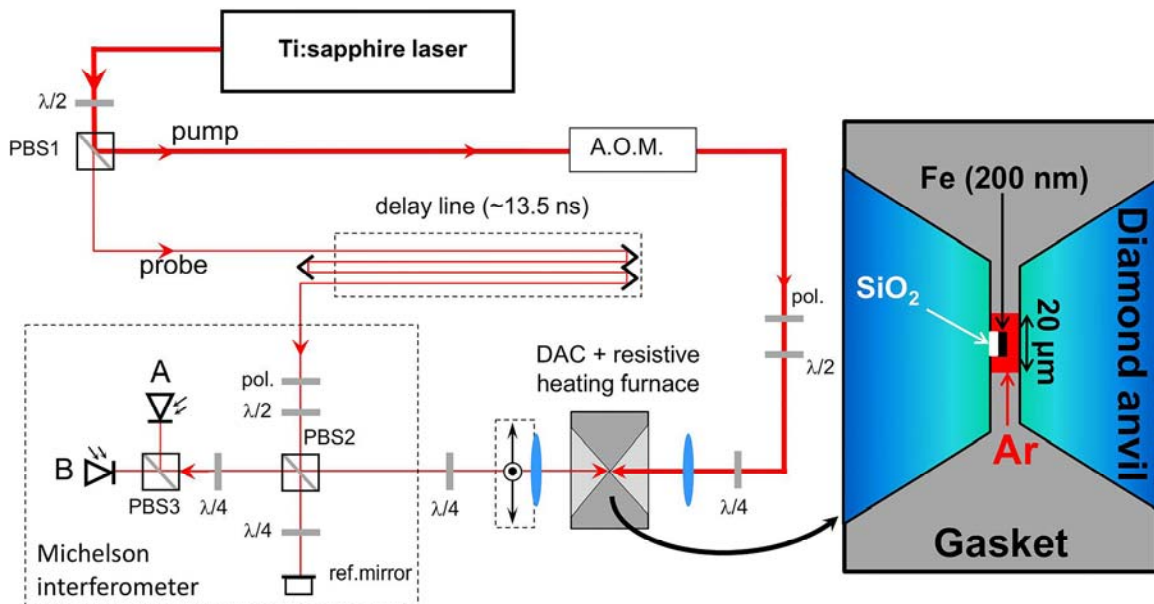 Ti:sapphire laser
λ/2
PBS1
pump
A.O.M.
delay line (~13.5 ns)
probe
pol.
λ/2
DAC + resistive
heating furnace
A
B
pol.
λ/2
PBS2
PBS3
λ/4
λ/4
λ/4
λ/4
Michelson
interferometer
ref.mirror
Fe (200 nm)
SiO2
20 μm
Ar
Diamond anvil
Gasket